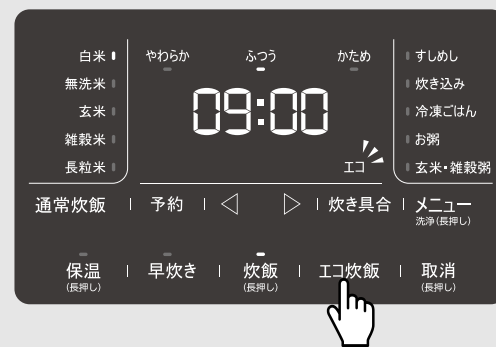 白米
無洗米
玄米
雑穀米
長粒米
やわらか ふつう かため
09:00
エコ
すしめし
炊き込み
冷凍ごはん
お粥
玄米・雑穀粥
通常炊飯 予約 ◁ ▷ 炊き具合 メニュー
洗浄(長押し)
保温 早炊き 炊飯 エコ炊飯 取消
(長押し) (長押し) (長押し)